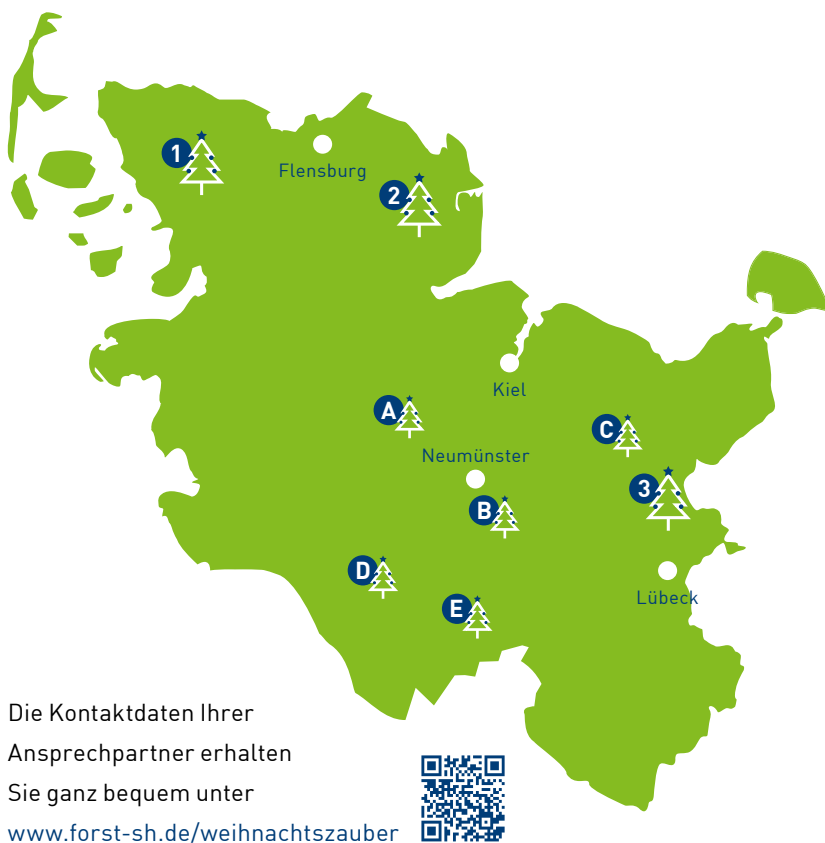 1
Flensburg
2
Kiel
A
C
Neumünster
3
B
D
Lübeck
E
Die Kontaktdaten Ihrer
Ansprechpartner erhalten
Sie ganz bequem unter
www.forst-sh.de/weihnachtszauber